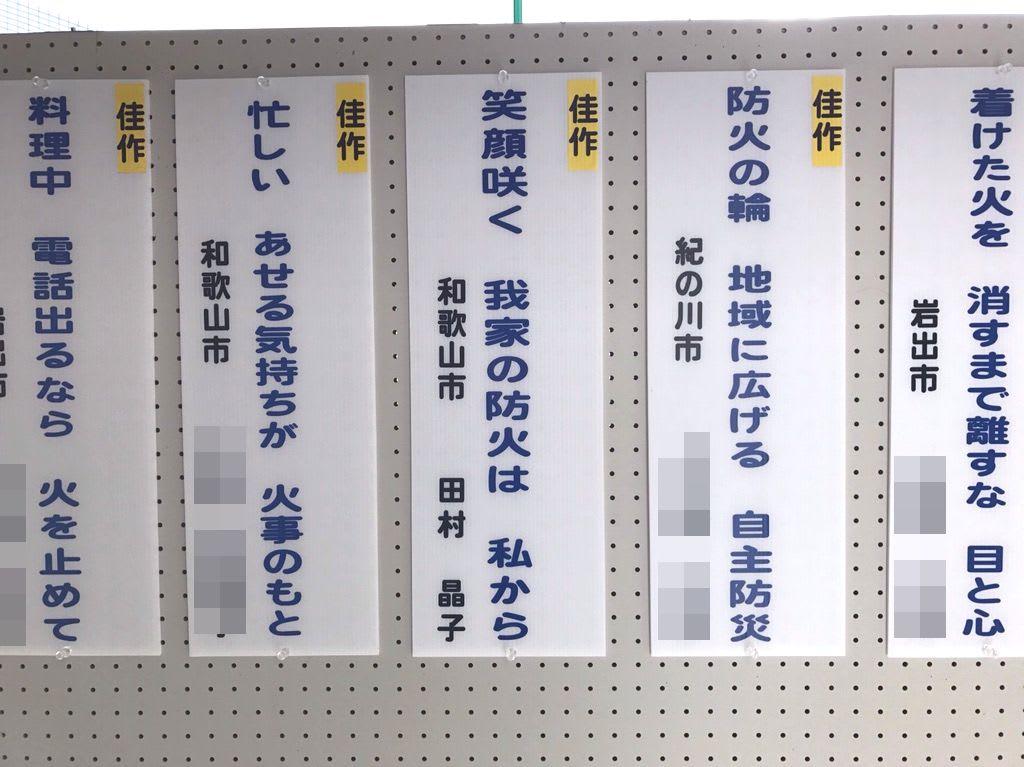 着けた火を 消すまで離すな 目と心
岩出市
佳作
防火の輪 地域に広げる 自主防災
紀の川市
佳作
笑顔咲く 我家の防火は 私から
和歌山市 田村 晶子
佳作
忙しい あせる気持ちが 火事のもと
和歌山市
佳作
料理中 電話出るなら 火を止めて
岩出市